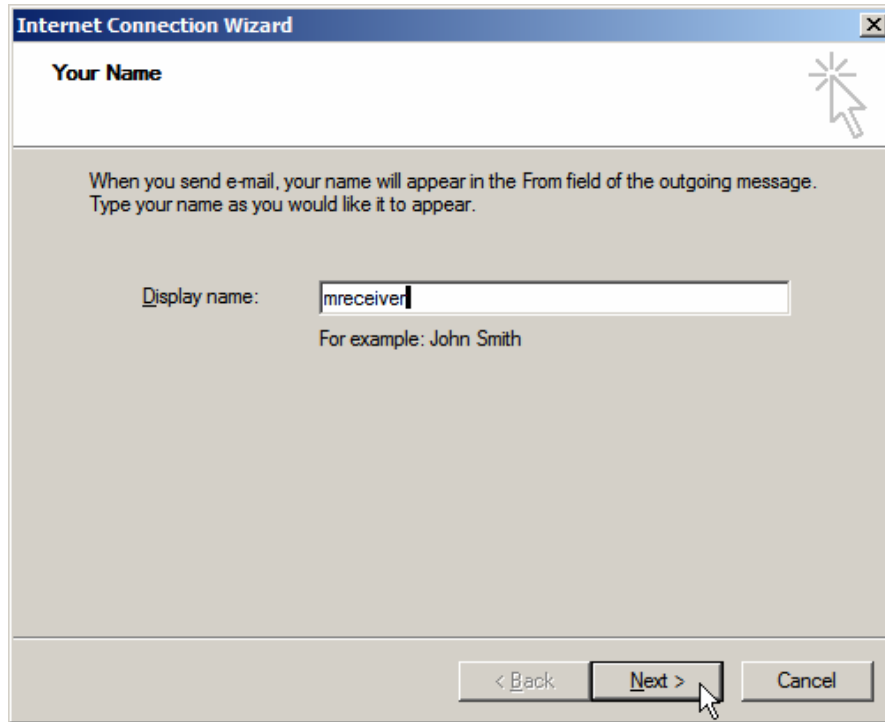 Internet Connection Wizard
Your Name
When you send e-mail, your name will appear in the From field of the outgoing message.
Type your name as you would like it to appear.
Display name: mreceiver
For example: John Smith
< Back Next > Cancel